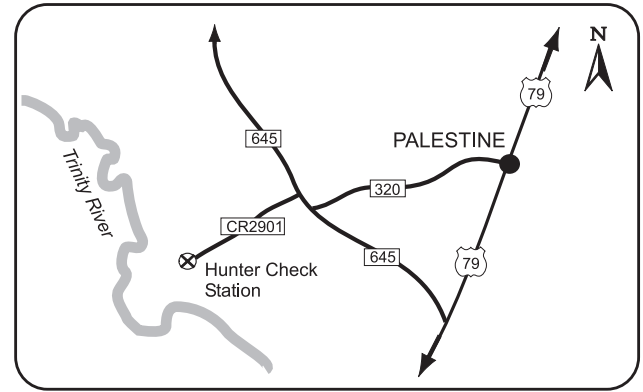 N
79
PALESTINE
645
320
Trinity River
CR2901
645
79
Hunter Check
Station